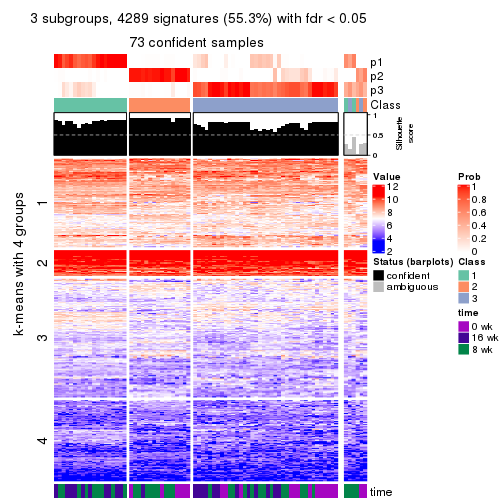 3 subgroups, 4289 signatures (55.3%) with fdr < 0.05
73 confident samples
p1
p2
p3
Class
1
0.5
0
Silhouette
score
k-means with 4 groups
1
2
3
4
time
Value
12
10
8
6
4
2
Prob
1
0.8
0.6
0.4
0.2
0
Status (barplots)
confident
ambiguous
Class
1
2
3
time
0 wk
16 wk
8 wk